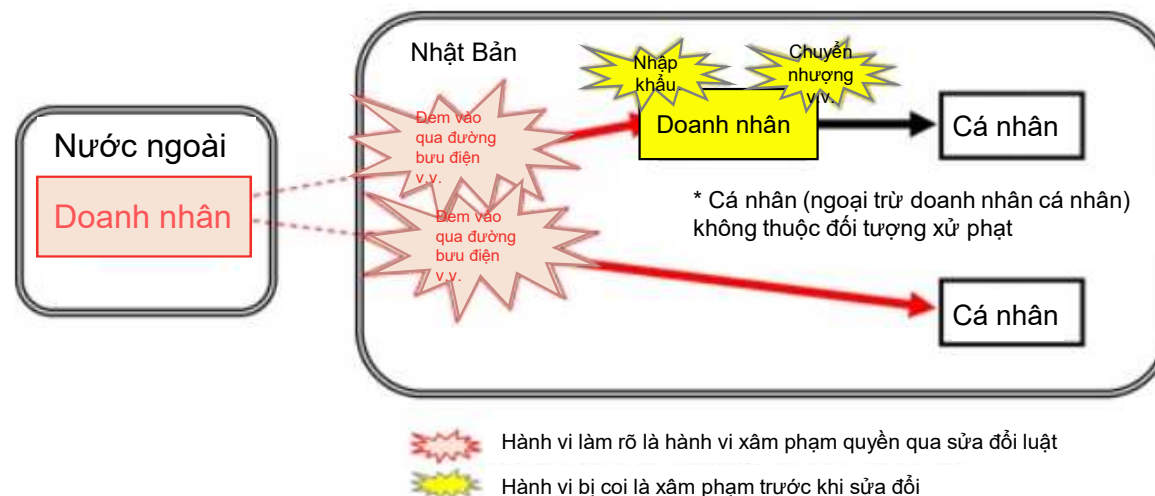 Nhật Bản
Nhập
khẩu
Chuyển
nhượng
v.v.
Nước ngoài
Doanh nhân
Đem vào
qua đường
bưu điện
v.v.
Doanh nhân
Cá nhân
Đem vào
qua đường
bưu điện
v.v.
* Cá nhân (ngoại trừ doanh nhân cá nhân)
không thuộc đối tượng xử phạt
Cá nhân
Hành vi làm rõ là hành vi xâm phạm quyền qua sửa đổi luật
Hành vi bị coi là xâm phạm trước khi sửa đổi